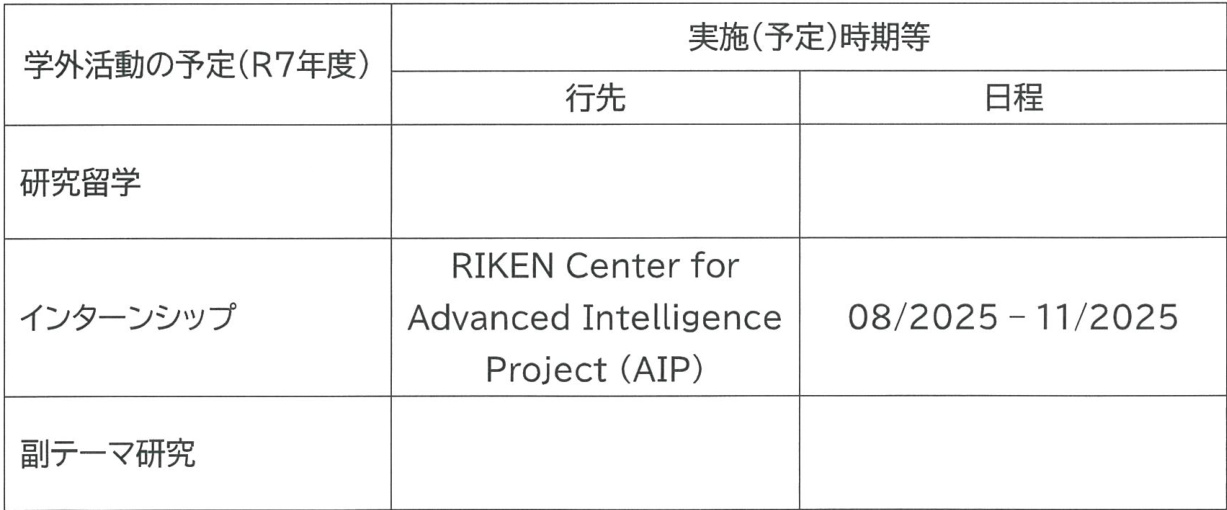 学外活動の予定(R7年度)
実施(予定)時期等
行先
日程
研究留学
インターンシップ
RIKEN Center for
Advanced Intelligence
Project (AIP)
08/2025 – 11/2025
副テーマ研究